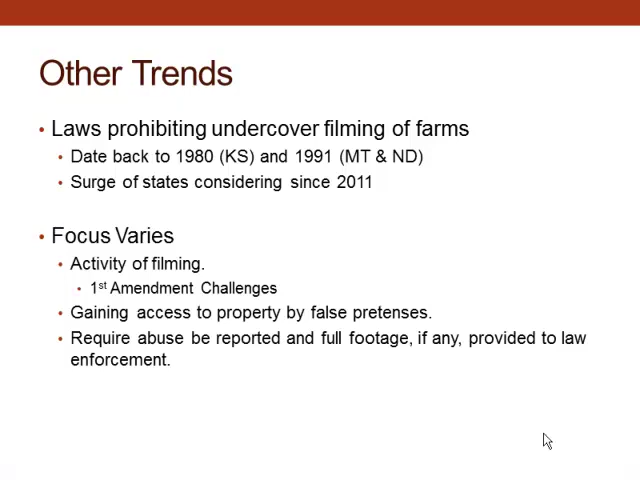 Other Trends
• Laws prohibiting undercover filming of farms
• Date back to 1980 (KS) and 1991 (MT & ND)
• Surge of states considering since 2011
• Focus Varies
• Activity of filming.
• 1st Amendment Challenges
• Gaining access to property by false pretenses.
• Require abuse be reported and full footage, if any, provided to law
enforcement.